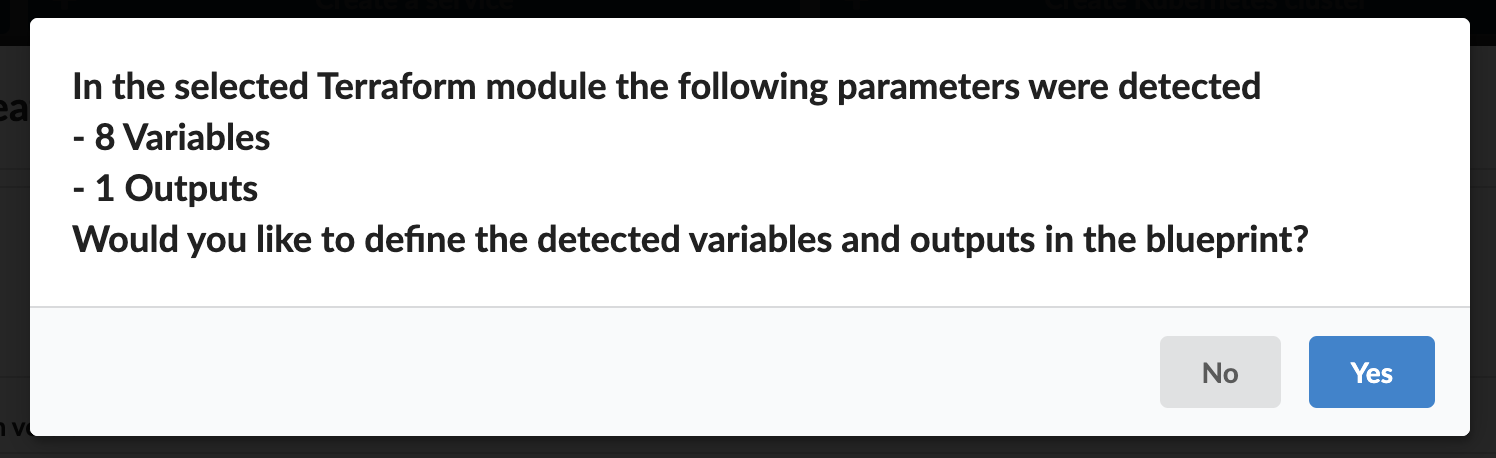 In the selected Terraform module the following parameters were detected
- 8 Variables
- 1 Outputs
Would you like to define the detected variables and outputs in the blueprint?
No
Yes